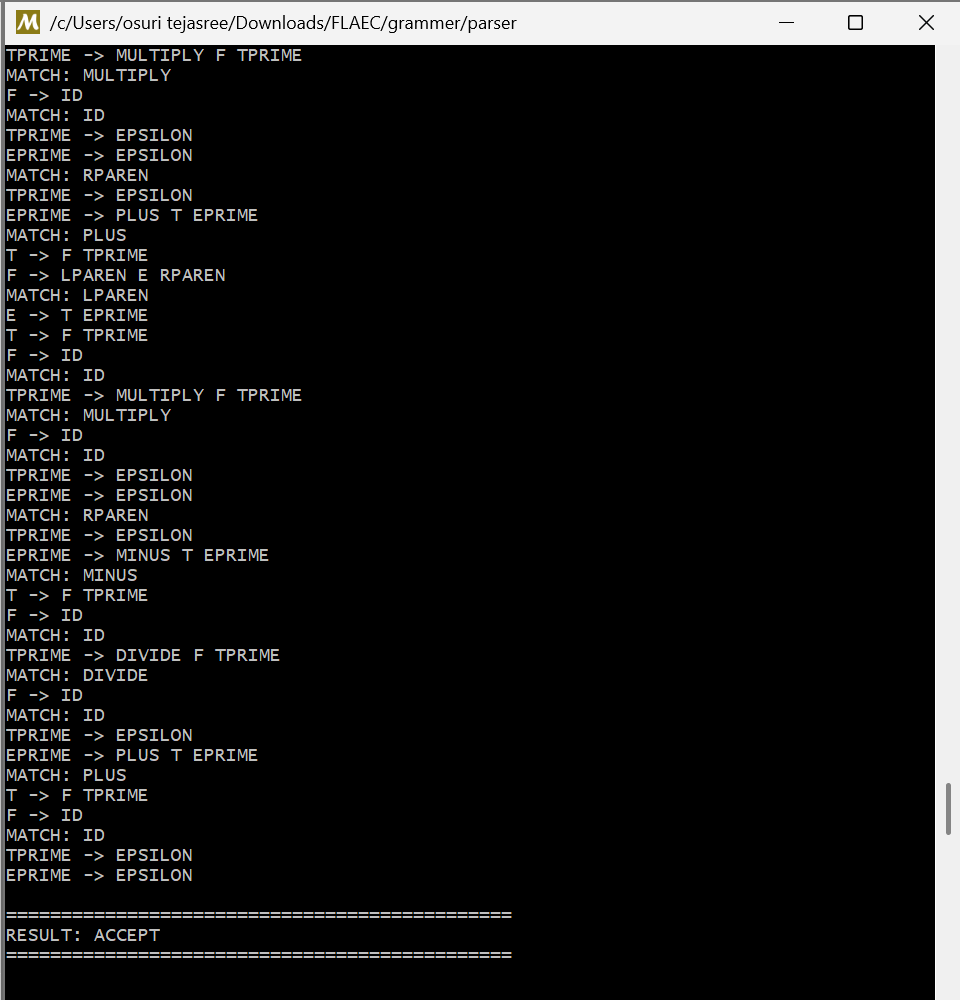 /c/Users/osuri tejasree/Downloads/FLAEC/grammer/parser
TPRIME -> MULTIPLY F TPRIME
MATCH: MULTIPLY
F -> ID
MATCH: ID
TPRIME -> EPSILON
EPRIME -> EPSILON
MATCH: RPAREN
TPRIME -> EPSILON
EPRIME -> PLUS T EPRIME
MATCH: PLUS
T -> F TPRIME
F -> LPAREN E RPAREN
MATCH: LPAREN
E -> T EPRIME
T -> F TPRIME
F -> ID
MATCH: ID
TPRIME -> MULTIPLY F TPRIME
MATCH: MULTIPLY
F -> ID
MATCH: ID
TPRIME -> EPSILON
EPRIME -> EPSILON
MATCH: RPAREN
TPRIME -> EPSILON
EPRIME -> MINUS T EPRIME
MATCH: MINUS
T -> F TPRIME
F -> ID
MATCH: ID
TPRIME -> DIVIDE F TPRIME
MATCH: DIVIDE
F -> ID
MATCH: ID
TPRIME -> EPSILON
EPRIME -> PLUS T EPRIME
MATCH: PLUS
T -> F TPRIME
F -> ID
MATCH: ID
TPRIME -> EPSILON
EPRIME -> EPSILON
==============================================
RESULT: ACCEPT
==============================================